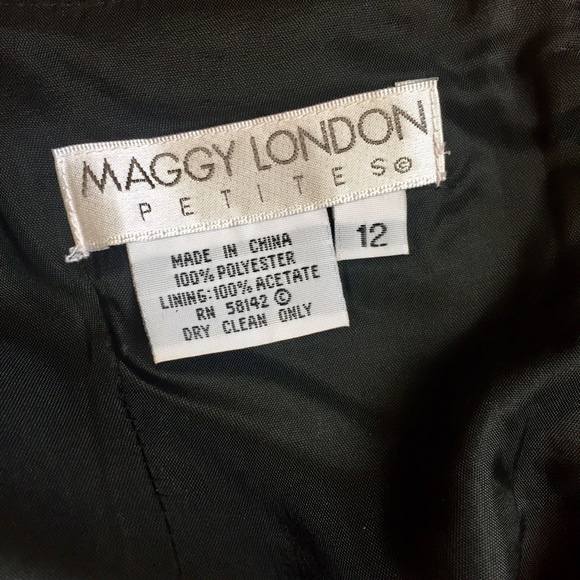 MAGGY LONDON
PETITES©
12
MADE IN CHINA
100% POLYESTER
LINING:100% ACETATE
RN 58142 ©
DRY CLEAN ONLY